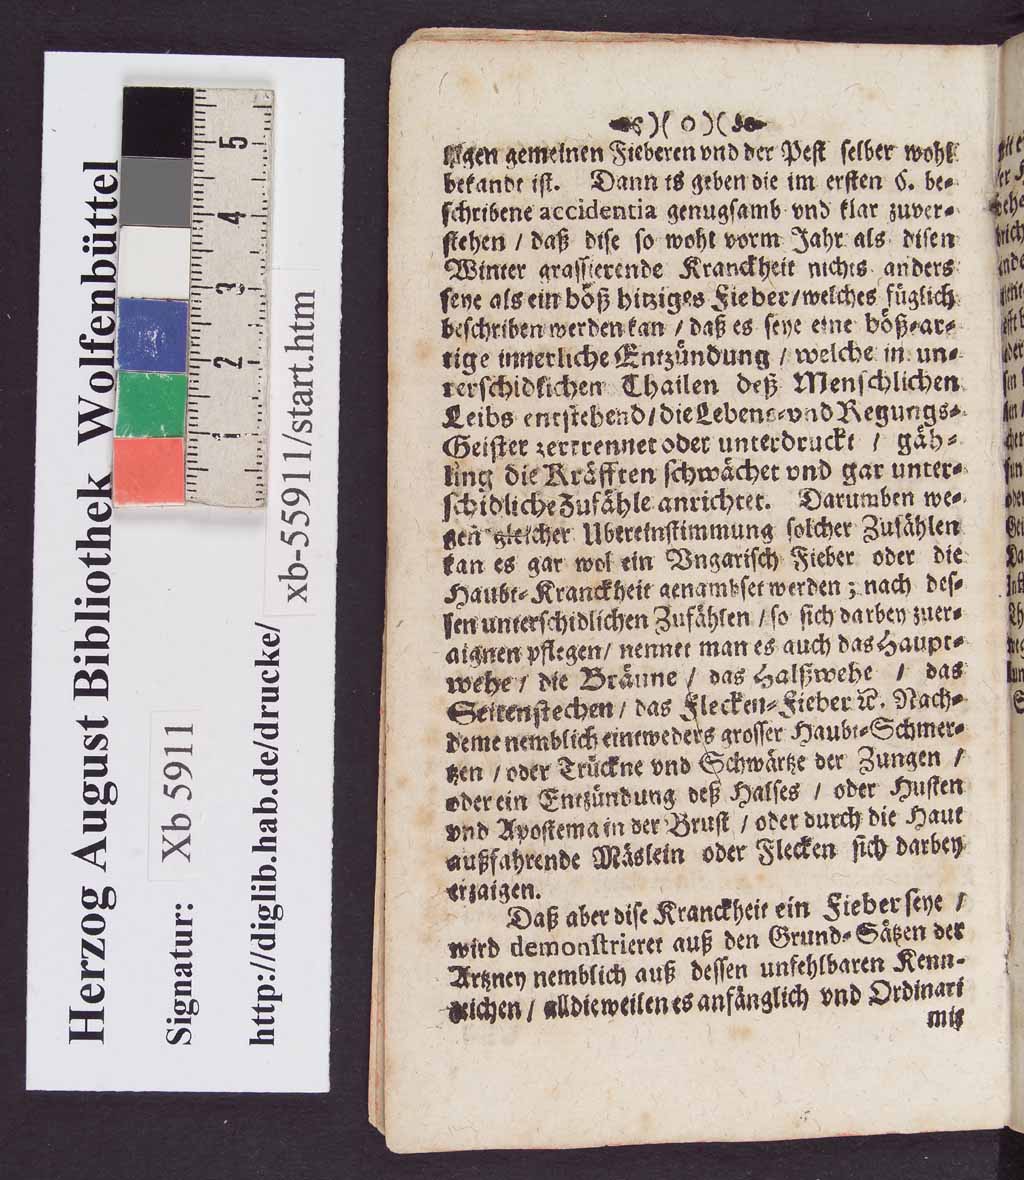 Herzog August Bibliothek Wolfenbüttel
Signatur: Xb 5911
http://diglib.hab.de/drucke/ xb-5911/start.htm
1 2 3 4 5
)( o )(
gemeinen Fieberen vnd der Pest selber wohl
bekandt ist. Dann es geben die im ersten C. be-
schribene accidentia genugsamb vnd klar zuver-
stehen / daß dise so wohl vorm Jahr als disen
Winter grassierende Kranckheit nichts anders
seye als ein böß hitziges Fieber / welches füglich
beschriben werden kan / daß es seye eine böß-ar-
tige innerliche Entzündung / welche in un-
terschidlichen Thailen deß Menschlichen
Leibs entstehend / die Lebens-vnd Regungs-
Geister zertrennet oder unterdruckt / gäh-
ling die Kräfften schwächet vnd gar unter-
schidliche Zufähle anrichtet. Darumben we-
gen gleicher Ubereinstimmung solcher Zufählen
kan es gar wol ein Vngarisch Fieber oder die
Haubt-Kranckheit genambset werden ; nach des-
sen unterschidlichen Zufählen / so sich darbey zuer-
aignen pflegen / nennet man es auch das Haupt-
wehe / die Bräune / das Halßwehe / das
Seitenstechen / das Flecken-Fieber ꝛc. Nach-
deme nemblich eintweders grosser Haubt-Schmer-
tzen / oder Trückne vnd Schwärtze der Zungen /
oder ein Entzündung deß Halses / oder Husten
vnd Apostema in der Brust / oder durch die Haut
außfahrende Mäslein oder Flecken sich darbey
erzaigen.
Daß aber dise Kranckheit ein Fieber seye /
wird demonstrieret auß den Grund-Sätzen der
Artzney nemblich auß dessen unfehlbaren Kenn-
zeichen / alldieweilen es anfänglich vnd Ordinari
mit